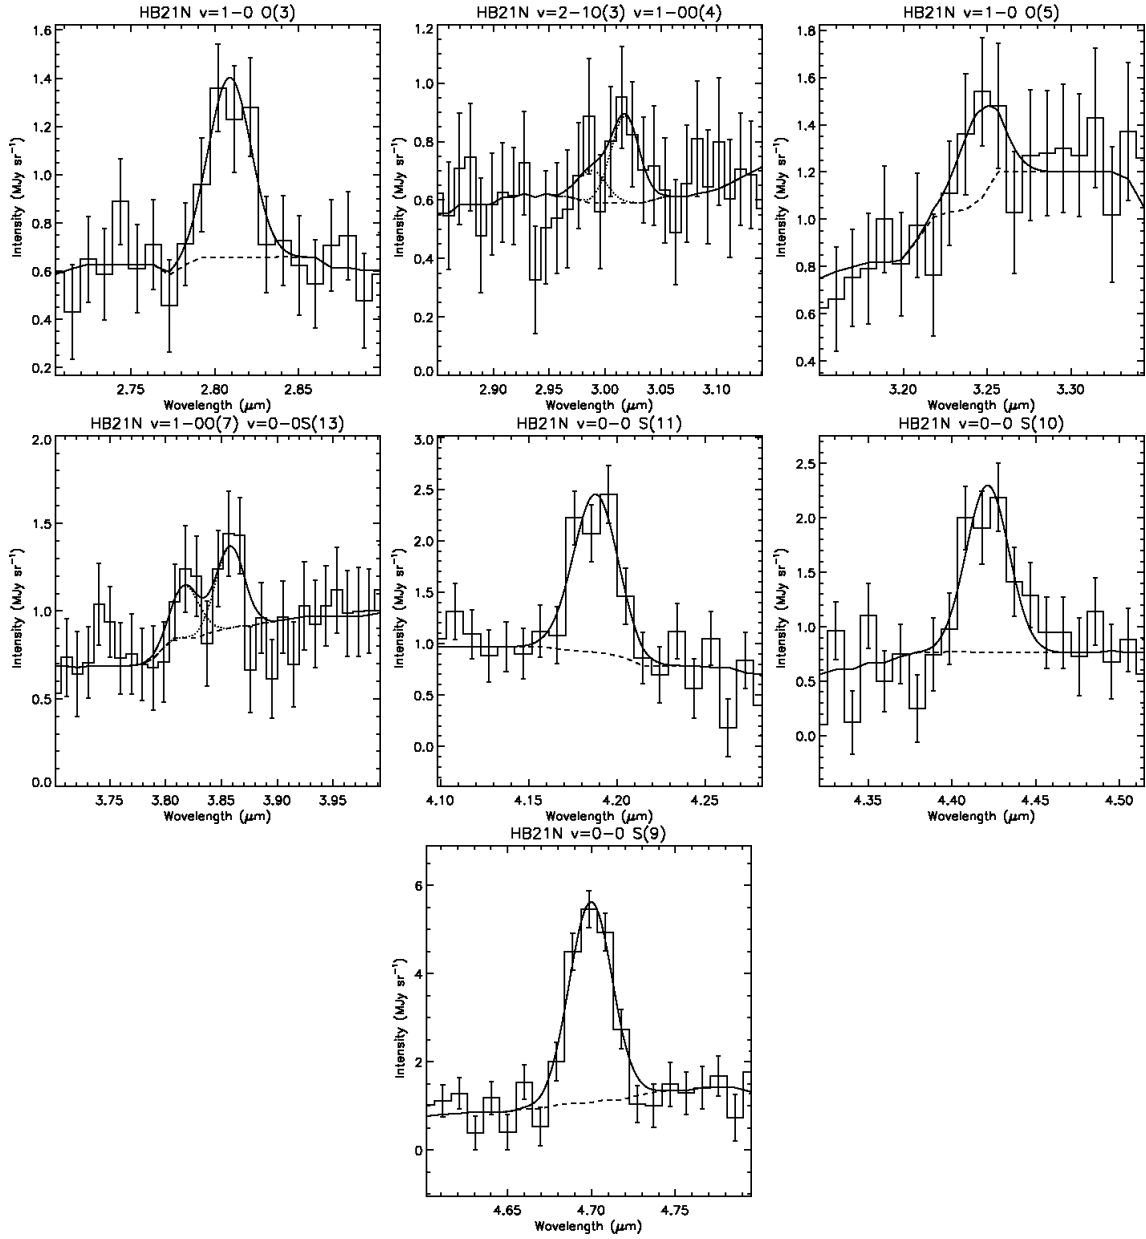 HB21N v=1-0 O(3)
Intensity (MJy sr⁻¹)
1.6
1.4
1.2
1.0
0.8
0.6
0.4
0.2
2.75 2.80 2.85
Wavelength (μm)
HB21N v=2-1O(3) v=1-0O(4)
Intensity (MJy sr⁻¹)
1.2
1.0
0.8
0.6
0.4
0.2
0.0
2.90 2.95 3.00 3.05 3.10
Wavelength (μm)
HB21N v=1-0 O(5)
Intensity (MJy sr⁻¹)
1.8
1.6
1.4
1.2
1.0
0.8
0.6
0.4
3.20 3.25 3.30
Wavelength (μm)
HB21N v=1-0O(7) v=0-0S(13)
Intensity (MJy sr⁻¹)
2.0
1.5
1.0
0.5
0.0
3.75 3.80 3.85 3.90 3.95
Wavelength (μm)
HB21N v=0-0 S(11)
Intensity (MJy sr⁻¹)
3.0
2.5
2.0
1.5
1.0
0.5
0.0
4.10 4.15 4.20 4.25
Wavelength (μm)
HB21N v=0-0 S(10)
Intensity (MJy sr⁻¹)
2.5
2.0
1.5
1.0
0.5
0.0
4.35 4.40 4.45 4.50
Wavelength (μm)
HB21N v=0-0 S(9)
Intensity (MJy sr⁻¹)
6
4
2
0
4.65 4.70 4.75
Wavelength (μm)